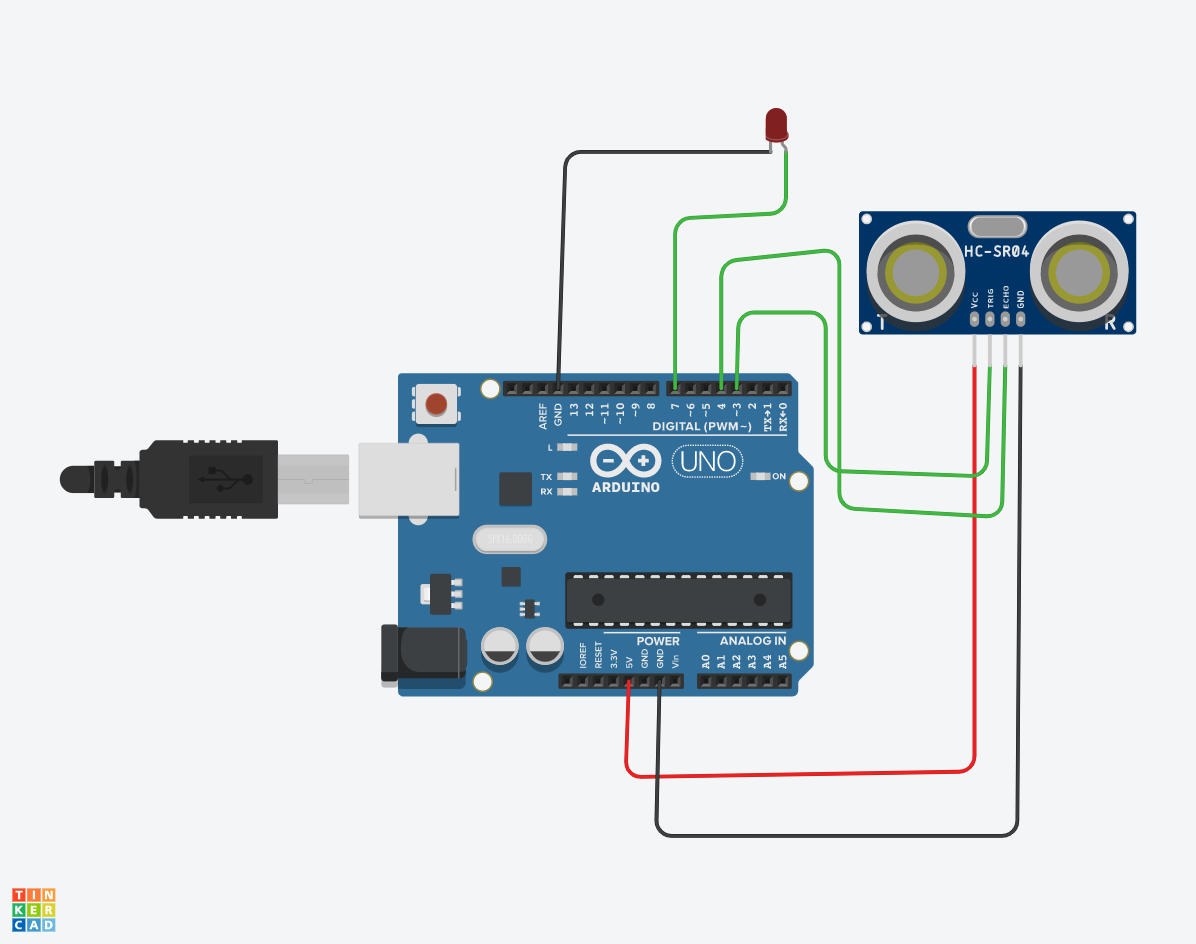 HC-SR04
VCC
TRIG
ECHO
GND
T
R
AREF
GND
13
12
~11
~10
~9
8
7
~6
~5
4
~3
2
TX→1
RX←0
DIGITAL (PWM~)
L
TX
RX
ARDUINO
UNO
ON
POWER
ANALOG IN
IOREF
RESET
3.3V
5V
GND
GND
Vin
A0
A1
A2
A3
A4
A5
TIN
KER
CAD